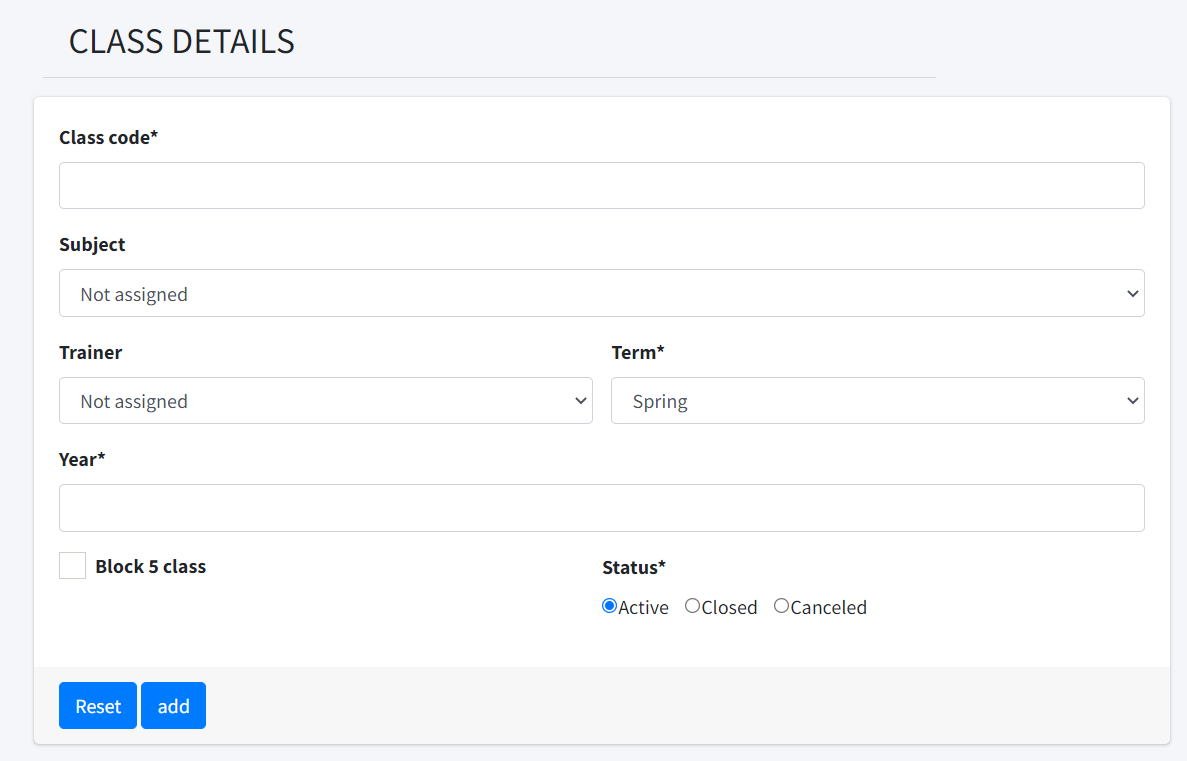 CLASS DETAILS
Class code*
Subject
Not assigned
Trainer
Term*
Not assigned
Spring
Year*
Block 5 class
Status*
Active Closed Canceled
Reset add